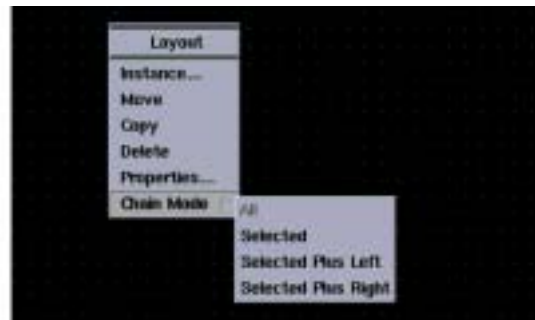 Layout
Instance...
Move
Copy
Delete
Properties...
Chain Mode
All
Selected
Selected Plus Left
Selected Plus Right